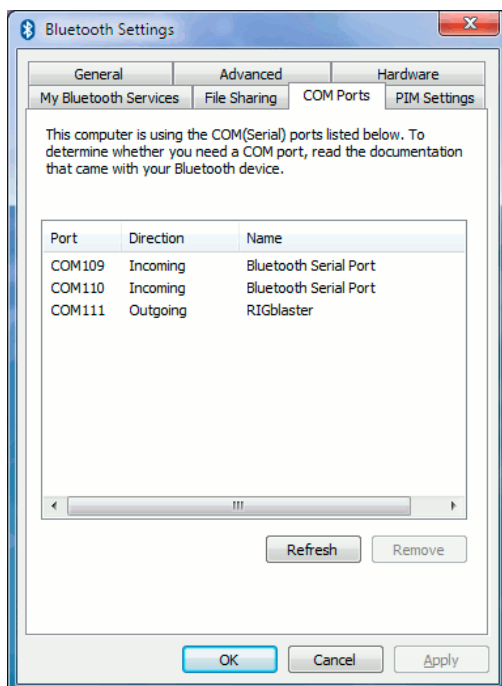 Bluetooth Settings
General Advanced Hardware
My Bluetooth Services File Sharing COM Ports PIM Settings
This computer is using the COM(Serial) ports listed below. To
determine whether you need a COM port, read the documentation
that came with your Bluetooth device.
Port Direction Name
COM109 Incoming Bluetooth Serial Port
COM110 Incoming Bluetooth Serial Port
COM111 Outgoing RIGblaster
Refresh Remove
OK Cancel Apply